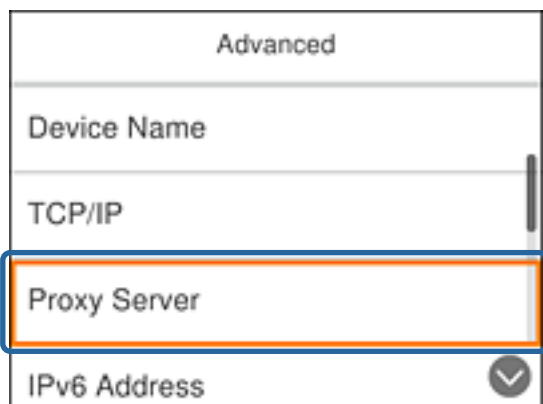 Advanced
Device Name
TCP/IP
Proxy Server
IPv6 Address